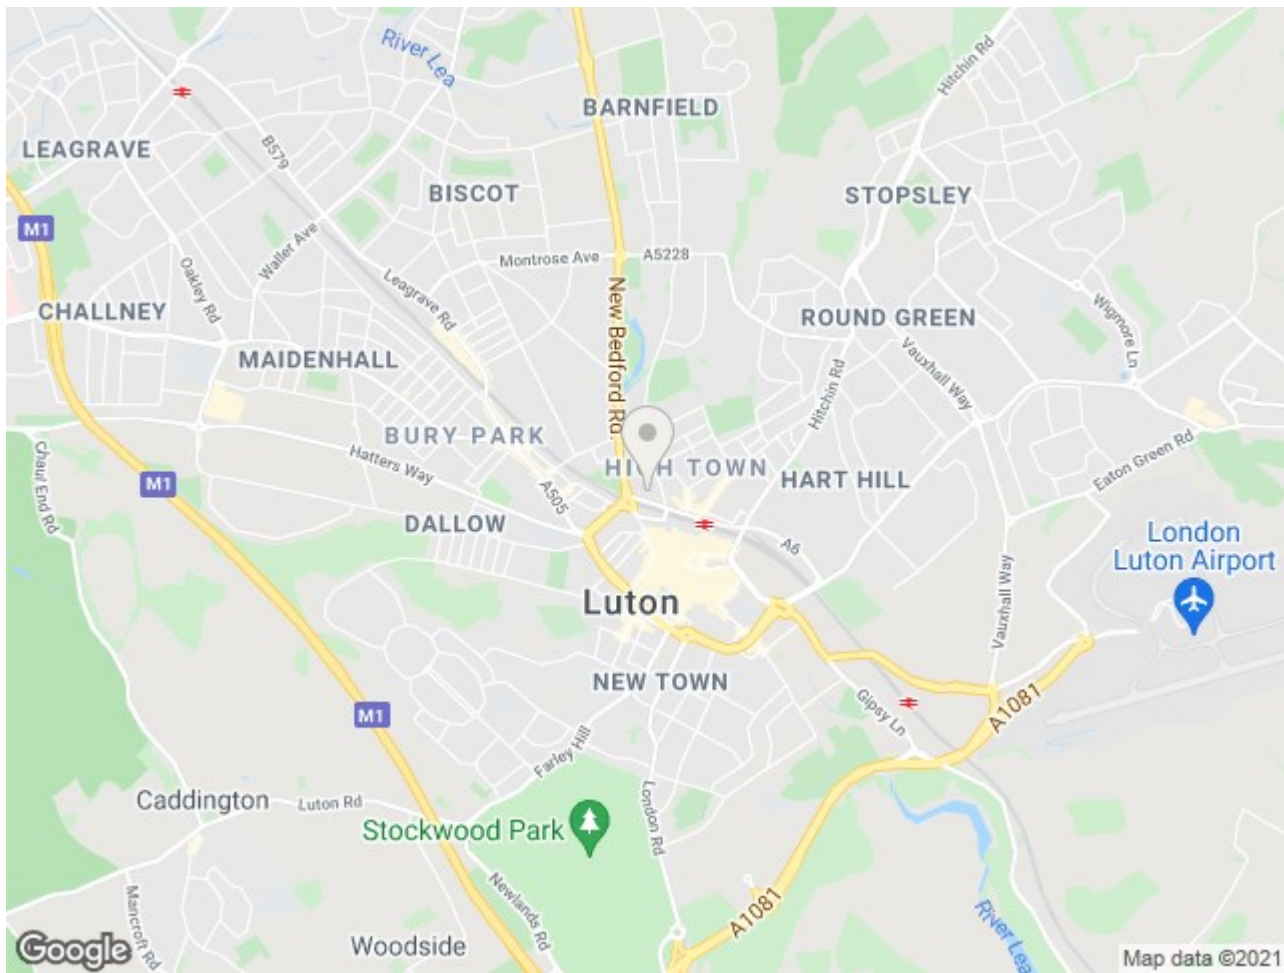 River Lea
Hitchin Rd
BARNFIELD
LEAGRAVE
B579
BISCOT
STOPSLEY
M1
Waller Ave
Montrose Ave
A5228
Oakley Rd
Leagrave Rd
New Bedford Rd.
Wigmore Ln
CHALLNEY
ROUND GREEN
MAIDENHALL
Vauxhall Way
Hitchin Rd
BURY PARK
HIGH TOWN
Hatters Way
Eaton Green Rd
Chaul End Rd
M1
A505
HART HILL
DALLOW
A6
London
Luton Airport
Luton
Vauxhall Way
NEW TOWN
M1
Gipsy Ln
A1081
Farley Hill
Caddington
Luton Rd
Stockwood Park
London Rd
Mancroft Rd
Newlands Rd
A1081
River Lea
Woodside
Google
Map data ©2021